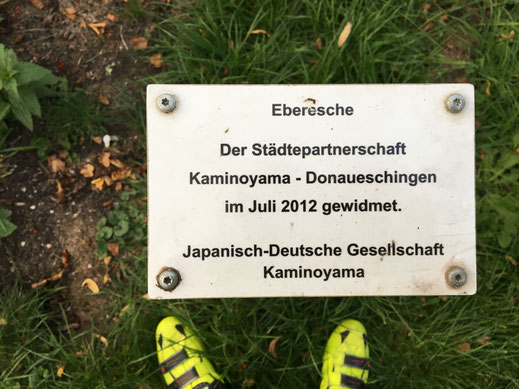 Eberesche
Der Städtepartnerschaft
Kaminoyama - Donaueschingen
im Juli 2012 gewidmet.
Japanisch-Deutsche Gesellschaft
Kaminoyama